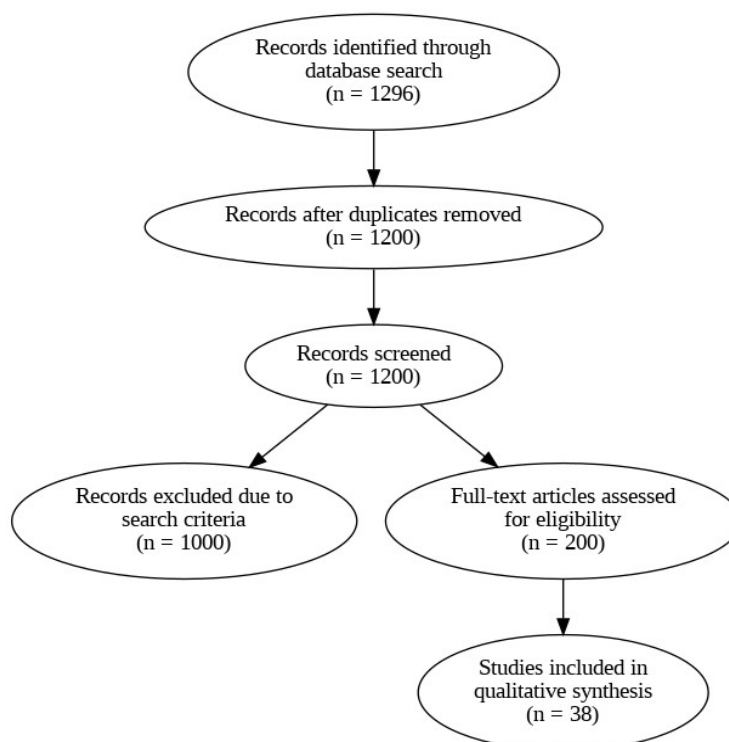 Records identified through
database search
(n = 1296)
Records after duplicates removed
(n = 1200)
Records screened
(n = 1200)
Records excluded due to
search criteria
(n = 1000)
Full-text articles assessed
for eligibility
(n = 200)
Studies included in
qualitative synthesis
(n = 38)